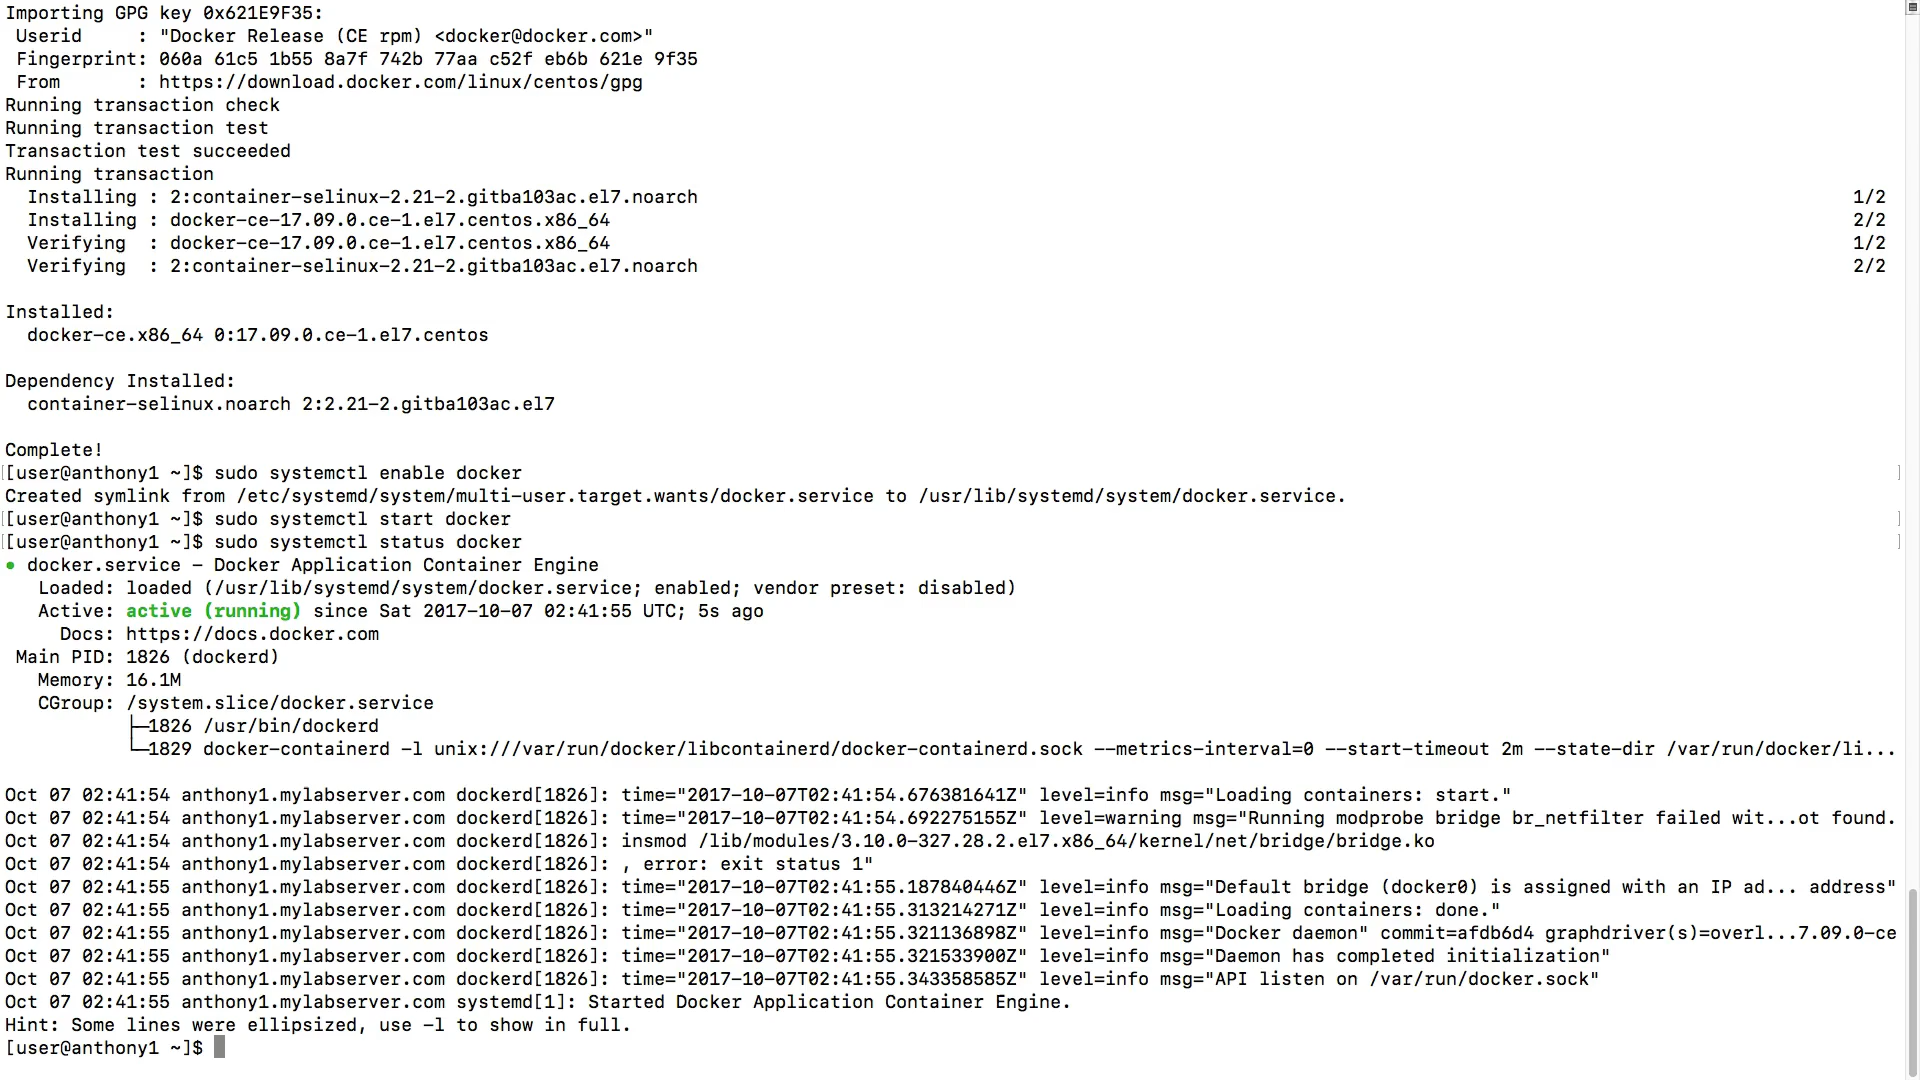 Importing GPG key 0x621E9F35:
 Userid     : "Docker Release (CE rpm) <docker@docker.com>"
 Fingerprint: 060a 61c5 1b55 8a7f 742b 77aa c52f eb6b 621e 9f35
 From       : https://download.docker.com/linux/centos/gpg
Running transaction check
Running transaction test
Transaction test succeeded
Running transaction
  Installing : 2:container-selinux-2.21-2.gitba103ac.el7.noarch 1/2
  Installing : docker-ce-17.09.0.ce-1.el7.centos.x86_64 2/2
  Verifying  : docker-ce-17.09.0.ce-1.el7.centos.x86_64 1/2
  Verifying  : 2:container-selinux-2.21-2.gitba103ac.el7.noarch 2/2
Installed:
  docker-ce.x86_64 0:17.09.0.ce-1.el7.centos
Dependency Installed:
  container-selinux.noarch 2:2.21-2.gitba103ac.el7
Complete!
[user@anthony1 ~]$ sudo systemctl enable docker
Created symlink from /etc/systemd/system/multi-user.target.wants/docker.service to /usr/lib/systemd/system/docker.service.
[user@anthony1 ~]$ sudo systemctl start docker
[user@anthony1 ~]$ sudo systemctl status docker
● docker.service – Docker Application Container Engine
   Loaded: loaded (/usr/lib/systemd/system/docker.service; enabled; vendor preset: disabled)
   Active: active (running) since Sat 2017-10-07 02:41:55 UTC; 5s ago
     Docs: https://docs.docker.com
 Main PID: 1826 (dockerd)
   Memory: 16.1M
   CGroup: /system.slice/docker.service
           ├─1826 /usr/bin/dockerd
           └─1829 docker-containerd -l unix:///var/run/docker/libcontainerd/docker-containerd.sock --metrics-interval=0 --start-timeout 2m --state-dir /var/run/docker/li...
Oct 07 02:41:54 anthony1.mylabserver.com dockerd[1826]: time="2017-10-07T02:41:54.676381641Z" level=info msg="Loading containers: start."
Oct 07 02:41:54 anthony1.mylabserver.com dockerd[1826]: time="2017-10-07T02:41:54.692275155Z" level=warning msg="Running modprobe bridge br_netfilter failed wit...ot found.
Oct 07 02:41:54 anthony1.mylabserver.com dockerd[1826]: insmod /lib/modules/3.10.0-327.28.2.el7.x86_64/kernel/net/bridge/bridge.ko
Oct 07 02:41:54 anthony1.mylabserver.com dockerd[1826]: , error: exit status 1"
Oct 07 02:41:55 anthony1.mylabserver.com dockerd[1826]: time="2017-10-07T02:41:55.187840446Z" level=info msg="Default bridge (docker0) is assigned with an IP ad... address"
Oct 07 02:41:55 anthony1.mylabserver.com dockerd[1826]: time="2017-10-07T02:41:55.313214271Z" level=info msg="Loading containers: done."
Oct 07 02:41:55 anthony1.mylabserver.com dockerd[1826]: time="2017-10-07T02:41:55.321136898Z" level=info msg="Docker daemon" commit=afdb6d4 graphdriver(s)=overl...7.09.0-ce
Oct 07 02:41:55 anthony1.mylabserver.com dockerd[1826]: time="2017-10-07T02:41:55.321533900Z" level=info msg="Daemon has completed initialization"
Oct 07 02:41:55 anthony1.mylabserver.com dockerd[1826]: time="2017-10-07T02:41:55.343358585Z" level=info msg="API listen on /var/run/docker.sock"
Oct 07 02:41:55 anthony1.mylabserver.com systemd[1]: Started Docker Application Container Engine.
Hint: Some lines were ellipsized, use -l to show in full.
[user@anthony1 ~]$